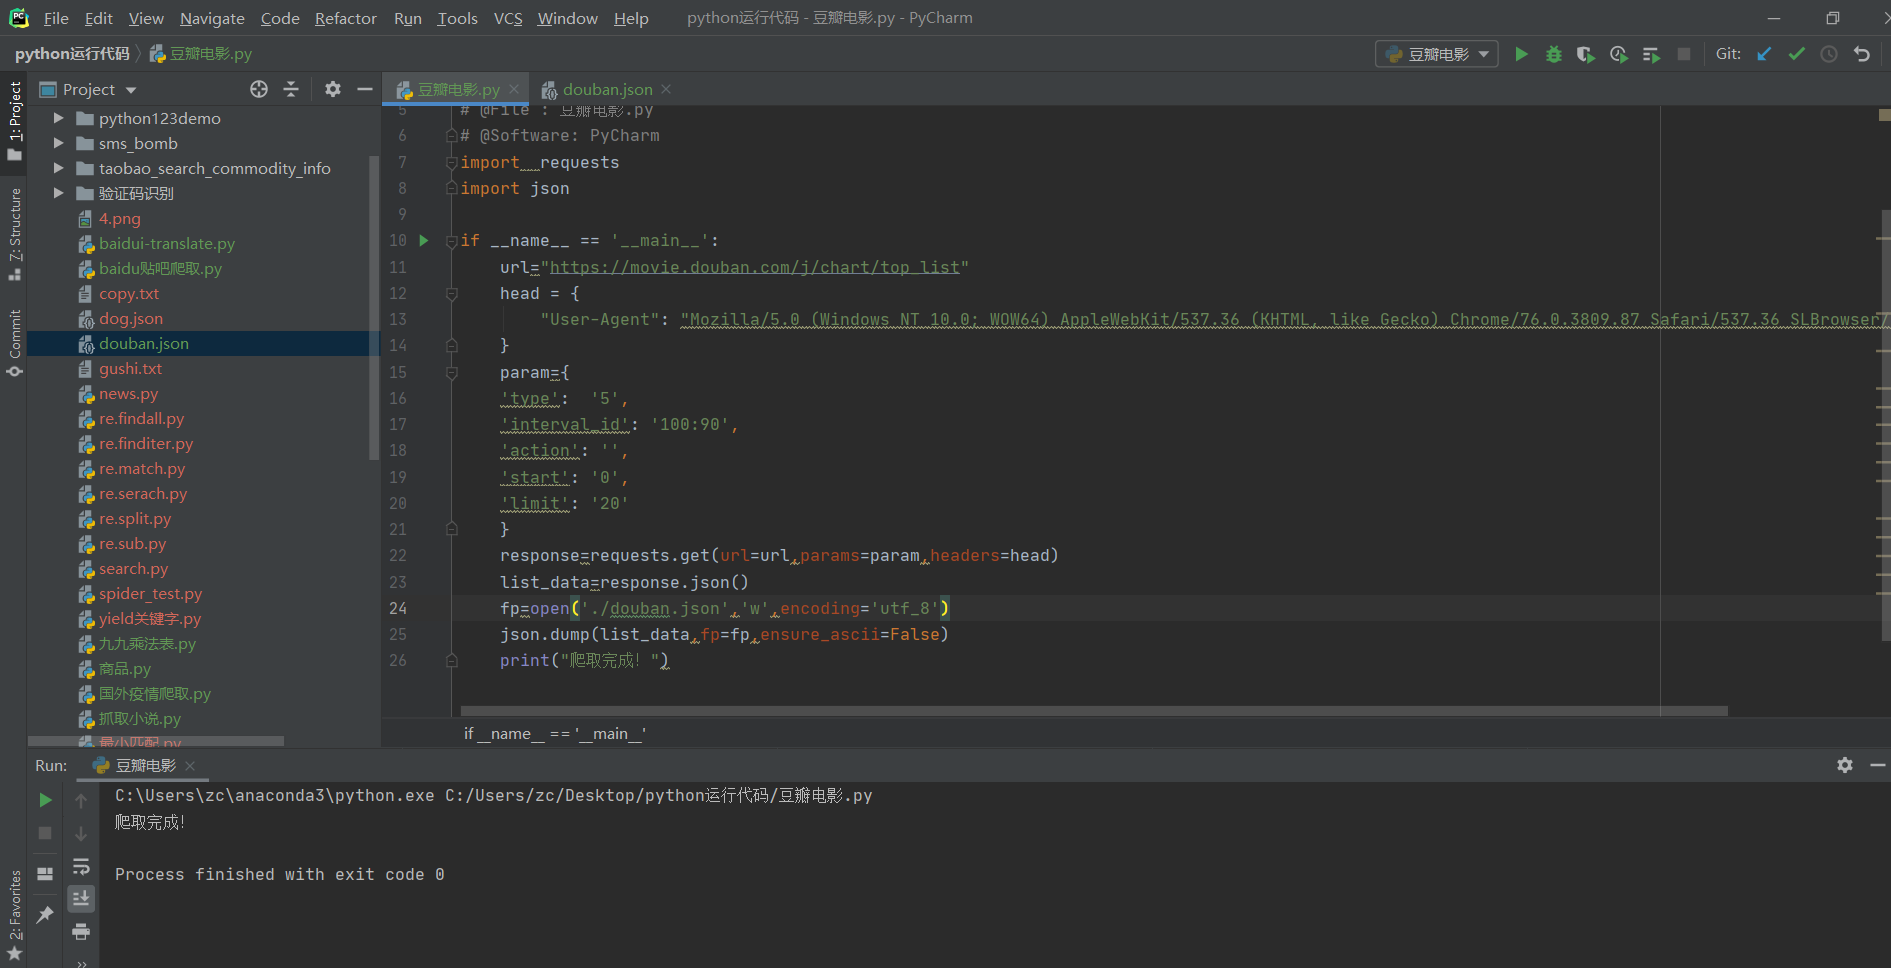 File Edit View Navigate Code Refactor Run Tools VCS Window Help python运行代码 - 豆瓣电影.py - PyCharm
python运行代码 豆瓣电影.py 豆瓣电影 Git:
1: Project
7: Structure
Commit
2: Favorites
Project
python123demo
sms_bomb
taobao_search_commodity_info
验证码识别
4.png
baidui-translate.py
baidu贴吧爬取.py
copy.txt
dog.json
douban.json
gushi.txt
news.py
re.findall.py
re.finditer.py
re.match.py
re.serach.py
re.split.py
re.sub.py
search.py
spider_test.py
yield关键字.py
九九乘法表.py
商品.py
国外疫情爬取.py
抓取小说.py
最小匹配.py
豆瓣电影.py douban.json
5 # @File : 豆瓣电影.py
6 # @Software: PyCharm
7 import  requests
8 import json
9
10 if __name__ == '__main__':
11 url="https://movie.douban.com/j/chart/top_list"
12 head = {
13 "User-Agent": "Mozilla/5.0 (Windows NT 10.0; WOW64) AppleWebKit/537.36 (KHTML, like Gecko) Chrome/76.0.3809.87 Safari/537.36 SLBrowser/
14 }
15 param={
16 'type':  '5',
17 'interval_id': '100:90',
18 'action': '',
19 'start': '0',
20 'limit': '20'
21 }
22 response=requests.get(url=url,params=param,headers=head)
23 list_data=response.json()
24 fp=open('./douban.json','w',encoding='utf_8')
25 json.dump(list_data,fp=fp,ensure_ascii=False)
26 print("爬取完成！")
if __name__ == '__main__'
Run: 豆瓣电影
C:\Users\zc\anaconda3\python.exe C:/Users/zc/Desktop/python运行代码/豆瓣电影.py
爬取完成！
Process finished with exit code 0